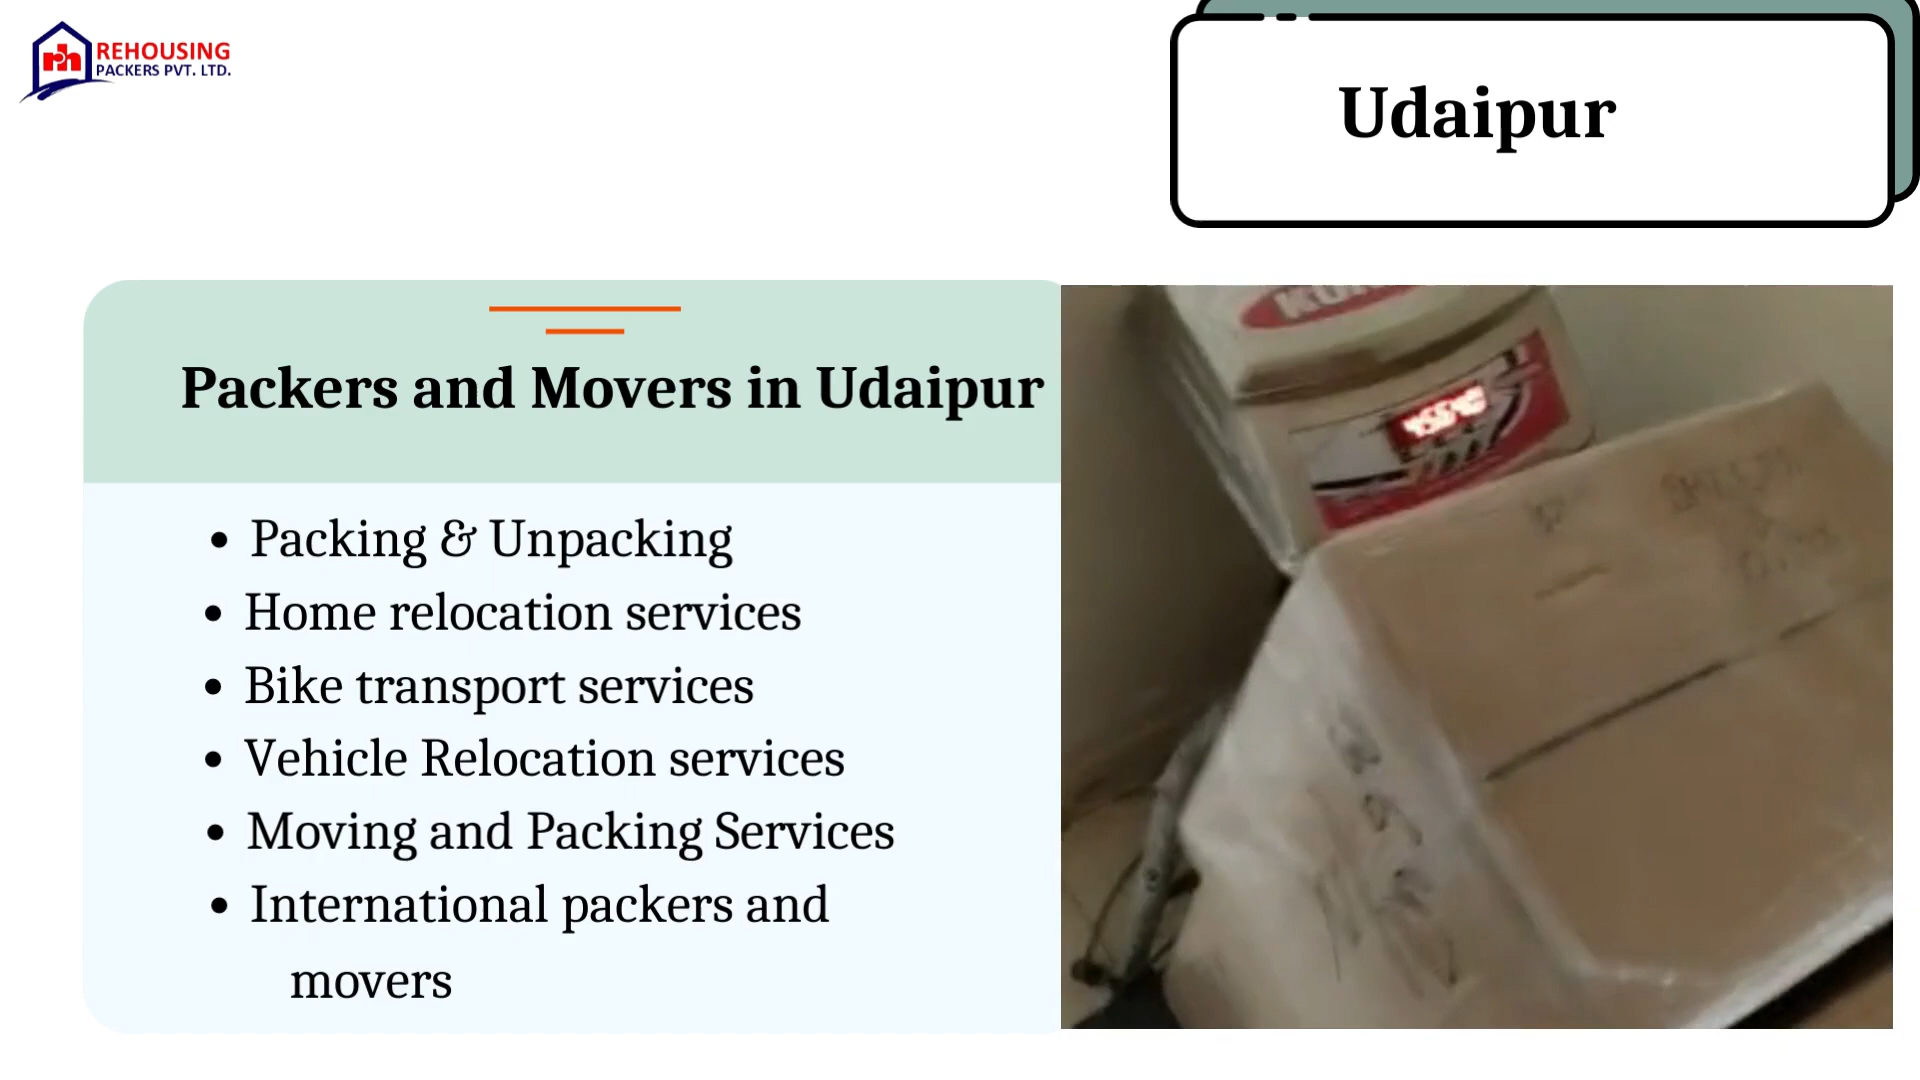 REHOUSING
PACKERS PVT. LTD.
Udaipur
Packers and Movers in Udaipur
• Packing & Unpacking
• Home relocation services
• Bike transport services
• Vehicle Relocation services
• Moving and Packing Services
• International packers and
movers